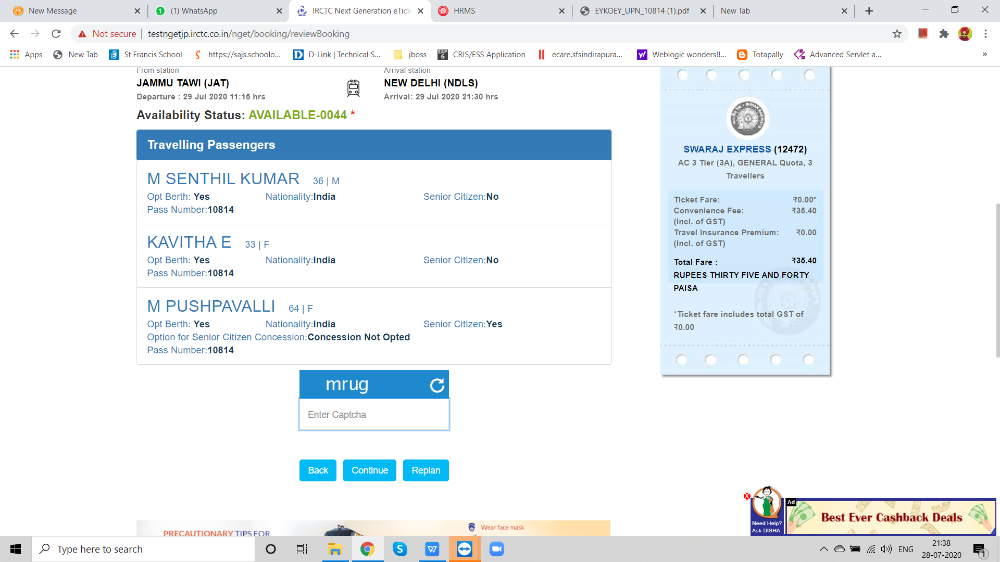 New Message
(1) WhatsApp
IRCTC Next Generation eTick
HRMS
EYKOEY_UPN_10814 (1).pdf
New Tab
Not secure
testngetjp.irctc.co.in/nget/booking/reviewBooking
Apps
New Tab
St Francis School
https://sajs.schoolo...
D-Link | Technical S...
jboss
CRIS/ESS Application
ecare.sfsindirapura...
Weblogic wonders!!...
Totapally
Advanced Servlet a...
»
From station
JAMMU TAWI (JAT)
Departure : 29 Jul 2020 11:15 hrs
Arrival station
NEW DELHI (NDLS)
Arrival: 29 Jul 2020 21:30 hrs
Availability Status: AVAILABLE-0044 *
Travelling Passengers
M SENTHIL KUMAR 36 | M
Opt Berth: Yes Nationality:India Senior Citizen:No
Pass Number:10814
KAVITHA E 33 | F
Opt Berth: Yes Nationality:India Senior Citizen:No
Pass Number:10814
M PUSHPAVALLI 64 | F
Opt Berth: Yes Nationality:India Senior Citizen:Yes
Option for Senior Citizen Concession:Concession Not Opted
Pass Number:10814
mrug
Enter Captcha
Back
Continue
Replan
SWARAJ EXPRESS (12472)
AC 3 Tier (3A), GENERAL Quota, 3
Travellers
Ticket Fare: ₹0.00*
Convenience Fee: ₹35.40
(Incl. of GST)
Travel Insurance Premium: ₹0.00
(Incl. of GST)
Total Fare : ₹35.40
RUPEES THIRTY FIVE AND FORTY
PAISA
*Ticket fare includes total GST of
₹0.00
X
Need Help?
Ask DISHA
Ad
Best Ever Cashback Deals
PRECAUTIONARY TIPS FOR
Wear face mask
Type here to search
ENG
21:38
28-07-2020
1